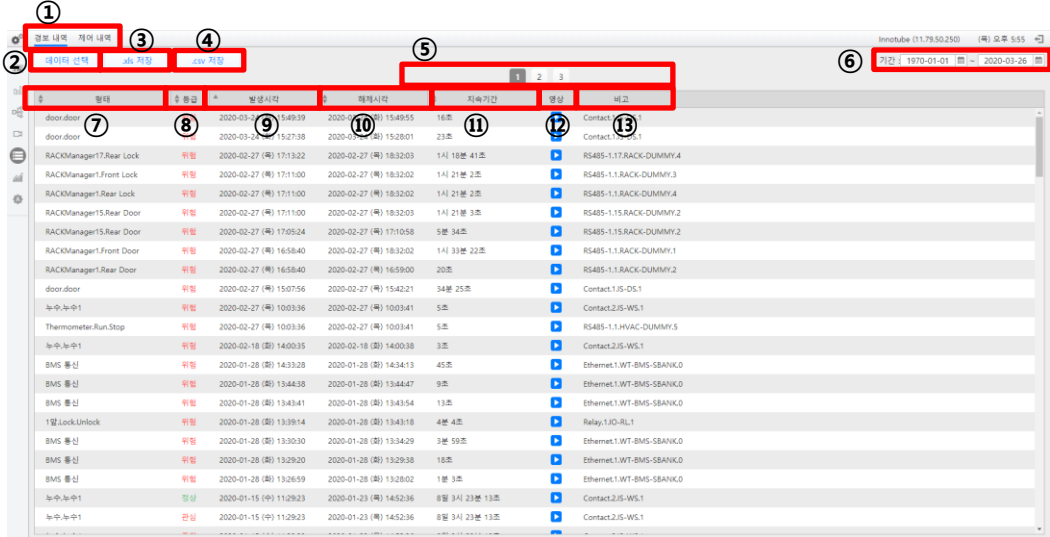 ①
경보 내역 제어 내역 ③ ④ ⑤ Innotube (11.79.50.250) (목) 오후 5:55
② 데이터 선택 .xls 저장 .csv 저장 ⑥ 기간 : 1970-01-01 ~ 2020-03-26
1 2 3
형태 등급 발생시각 해제시각 지속기간 영상 비고
⑦ ⑧ ⑨ ⑩ ⑪ ⑫ ⑬
door.door 15:49:39 15:49:55 16초
door.door 15:27:38 15:28:01 23초
RACKManager17.Rear Lock 위험 2020-02-27 (목) 17:13:22 2020-02-27 (목) 18:32:03 1시 18분 41초 RS485-1.17.RACK-DUMMY.4
RACKManager1.Front Lock 위험 2020-02-27 (목) 17:11:00 2020-02-27 (목) 18:32:02 1시 21분 2초 RS485-1.1.RACK-DUMMY.3
RACKManager1.Rear Lock 위험 2020-02-27 (목) 17:11:00 2020-02-27 (목) 18:32:02 1시 21분 2초 RS485-1.1.RACK-DUMMY.4
RACKManager15.Rear Door 위험 2020-02-27 (목) 17:11:00 2020-02-27 (목) 18:32:03 1시 21분 3초 RS485-1.15.RACK-DUMMY.2
RACKManager15.Rear Door 위험 2020-02-27 (목) 17:05:24 2020-02-27 (목) 17:10:58 5분 34초 RS485-1.15.RACK-DUMMY.2
RACKManager1.Front Door 위험 2020-02-27 (목) 16:58:40 2020-02-27 (목) 18:32:02 1시 33분 22초 RS485-1.1.RACK-DUMMY.1
RACKManager1.Rear Door 위험 2020-02-27 (목) 16:58:40 2020-02-27 (목) 16:59:00 20초 RS485-1.1.RACK-DUMMY.2
door.door 위험 2020-02-27 (목) 15:07:56 2020-02-27 (목) 15:42:21 34분 25초 Contact.1.IS-DS.1
누수.누수1 위험 2020-02-27 (목) 10:03:36 2020-02-27 (목) 10:03:41 5초 Contact.2.IS-WS.1
Thermometer.Run.Stop 위험 2020-02-27 (목) 10:03:36 2020-02-27 (목) 10:03:41 5초 RS485-1.1.HVAC-DUMMY.5
누수.누수1 위험 2020-02-18 (화) 14:00:35 2020-02-18 (화) 14:00:38 3초 Contact.2.IS-WS.1
BMS 통신 위험 2020-01-28 (화) 14:33:28 2020-01-28 (화) 14:34:13 45초 Ethernet.1.WT-BMS-SBANK.0
BMS 통신 위험 2020-01-28 (화) 13:44:38 2020-01-28 (화) 13:44:47 9초 Ethernet.1.WT-BMS-SBANK.0
BMS 통신 위험 2020-01-28 (화) 13:43:41 2020-01-28 (화) 13:43:54 13초 Ethernet.1.WT-BMS-SBANK.0
1앞.Lock.Unlock 위험 2020-01-28 (화) 13:39:14 2020-01-28 (화) 13:43:18 4분 4초 Relay.1.IO-RL.1
BMS 통신 위험 2020-01-28 (화) 13:30:30 2020-01-28 (화) 13:34:29 3분 59초 Ethernet.1.WT-BMS-SBANK.0
BMS 통신 위험 2020-01-28 (화) 13:29:20 2020-01-28 (화) 13:29:38 18초 Ethernet.1.WT-BMS-SBANK.0
BMS 통신 위험 2020-01-28 (화) 13:26:59 2020-01-28 (화) 13:28:02 1분 3초 Ethernet.1.WT-BMS-SBANK.0
누수.누수1 정상 2020-01-15 (수) 11:29:23 2020-01-23 (목) 14:52:36 8일 3시 23분 13초 Contact.2.IS-WS.1
누수.누수1 관심 2020-01-15 (수) 11:29:23 2020-01-23 (목) 14:52:36 8일 3시 23분 13초 Contact.2.IS-WS.1